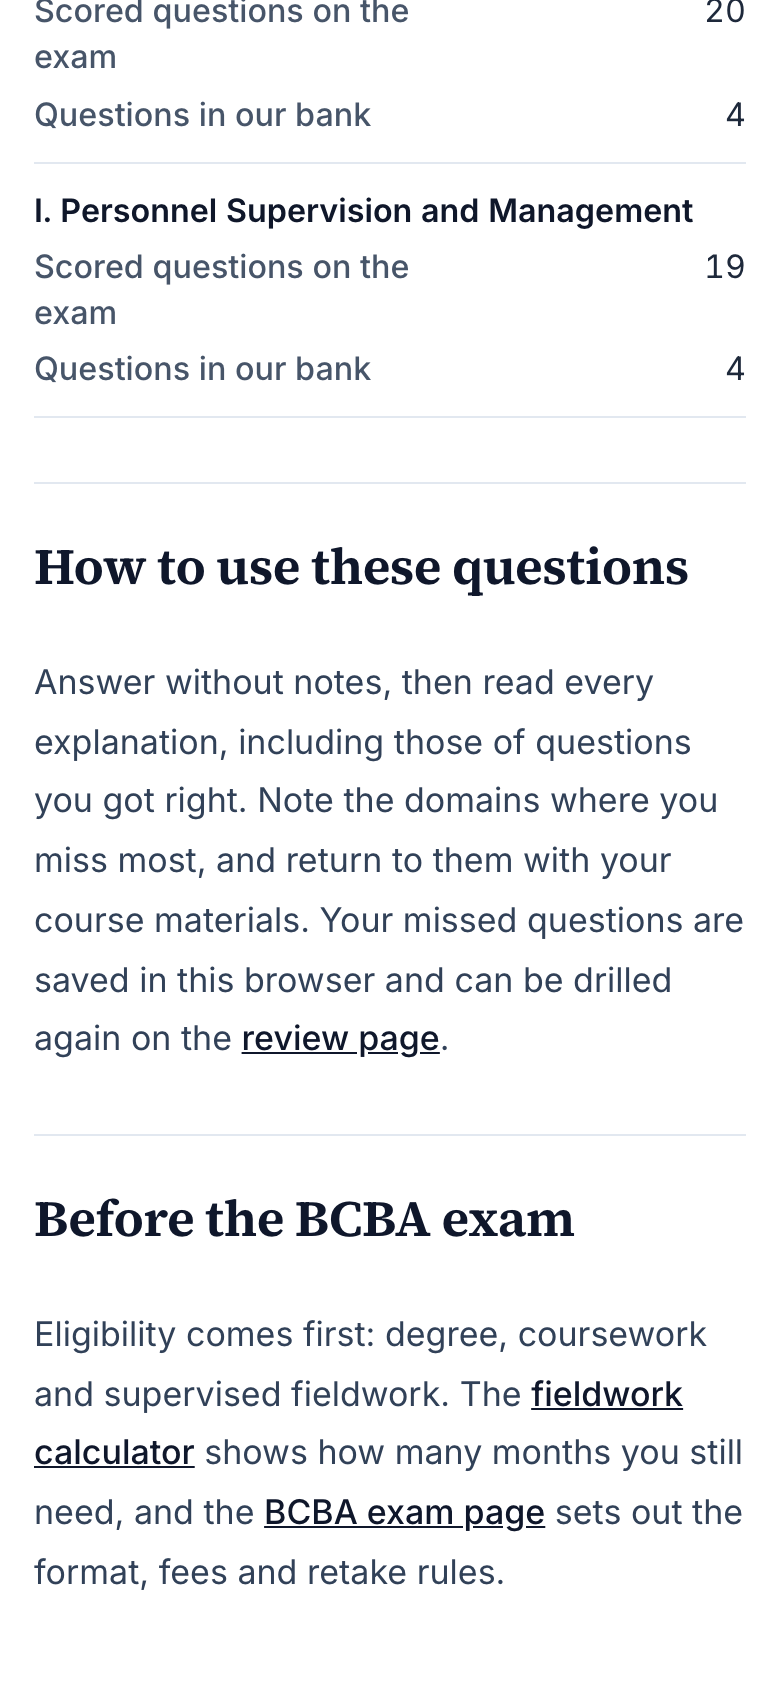 Scored questions on the 20
exam
Questions in our bank 4
I. Personnel Supervision and Management
Scored questions on the 19
exam
Questions in our bank 4
How to use these questions
Answer without notes, then read every
explanation, including those of questions
you got right. Note the domains where you
miss most, and return to them with your
course materials. Your missed questions are
saved in this browser and can be drilled
again on the review page.
Before the BCBA exam
Eligibility comes first: degree, coursework
and supervised fieldwork. The fieldwork
calculator shows how many months you still
need, and the BCBA exam page sets out the
format, fees and retake rules.